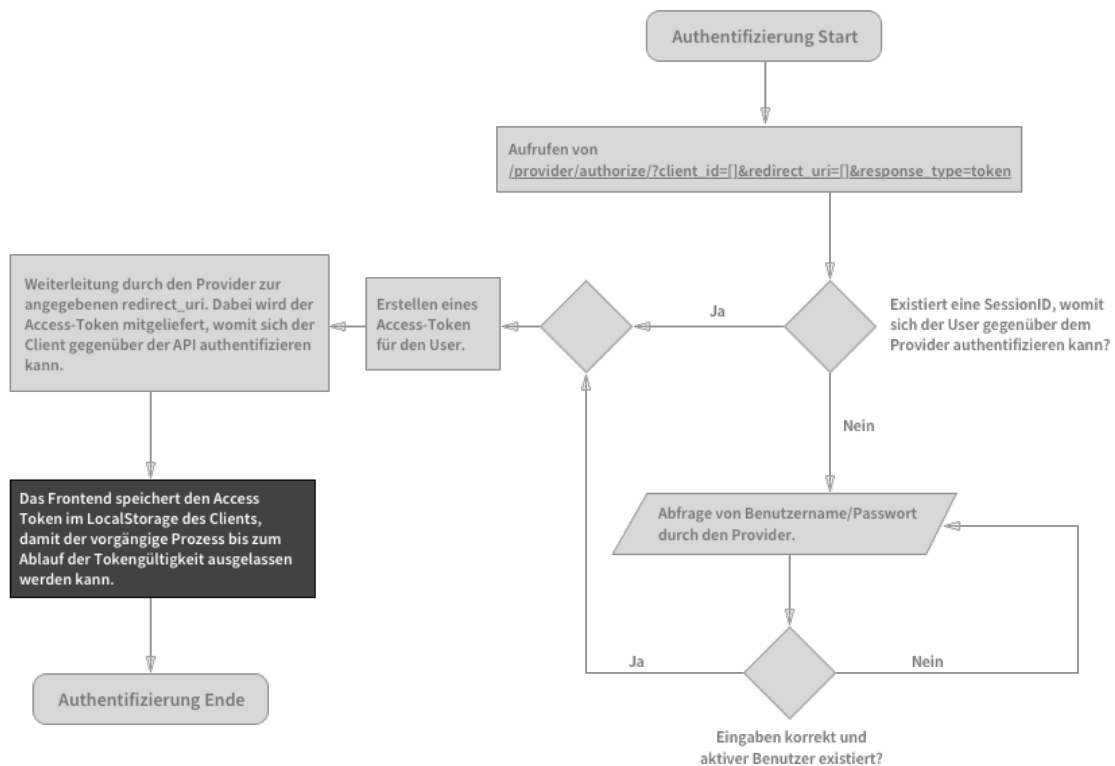 Authentifizierung Start
Aufrufen von
/provider/authorize/?client_id=[]&redirect_uri=[]&response_type=token
Existiert eine SessionID, womit
sich der User gegenüber dem
Provider authentifizieren kann?
Ja
Erstellen eines
Access-Token
für den User.
Weiterleitung durch den Provider zur
angegebenen redirect_uri. Dabei wird der
Access-Token mitgeliefert, womit sich der
Client gegenüber der API authentifizieren
kann.
Nein
Das Frontend speichert den Access
Token im LocalStorage des Clients,
damit der vorgängige Prozess bis zum
Ablauf der Tokengültigkeit ausgelassen
werden kann.
Abfrage von Benutzername/Passwort
durch den Provider.
Ja
Nein
Authentifizierung Ende
Eingaben korrekt und
aktiver Benutzer existiert?